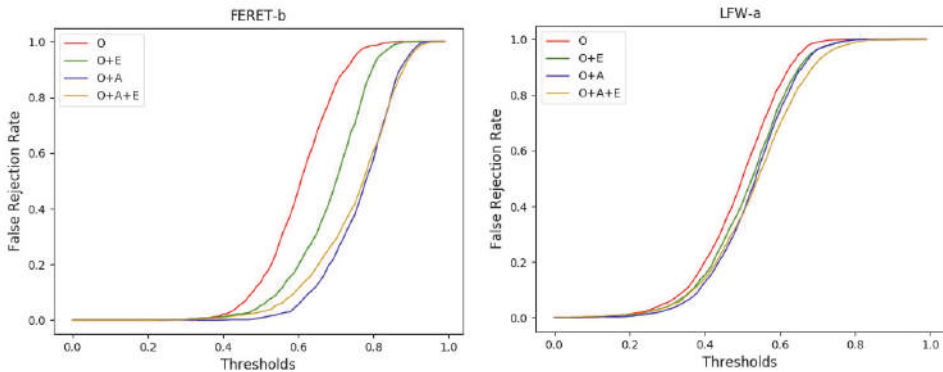 FERET-b
O
O+E
O+A
O+A+E
1.0
0.8
0.6
0.4
0.2
0.0
False Rejection Rate
0.0 0.2 0.4 0.6 0.8 1.0
Thresholds
LFW-a
O
O+E
O+A
O+A+E
1.0
0.8
0.6
0.4
0.2
0.0
False Rejection Rate
0.0 0.2 0.4 0.6 0.8 1.0
Thresholds